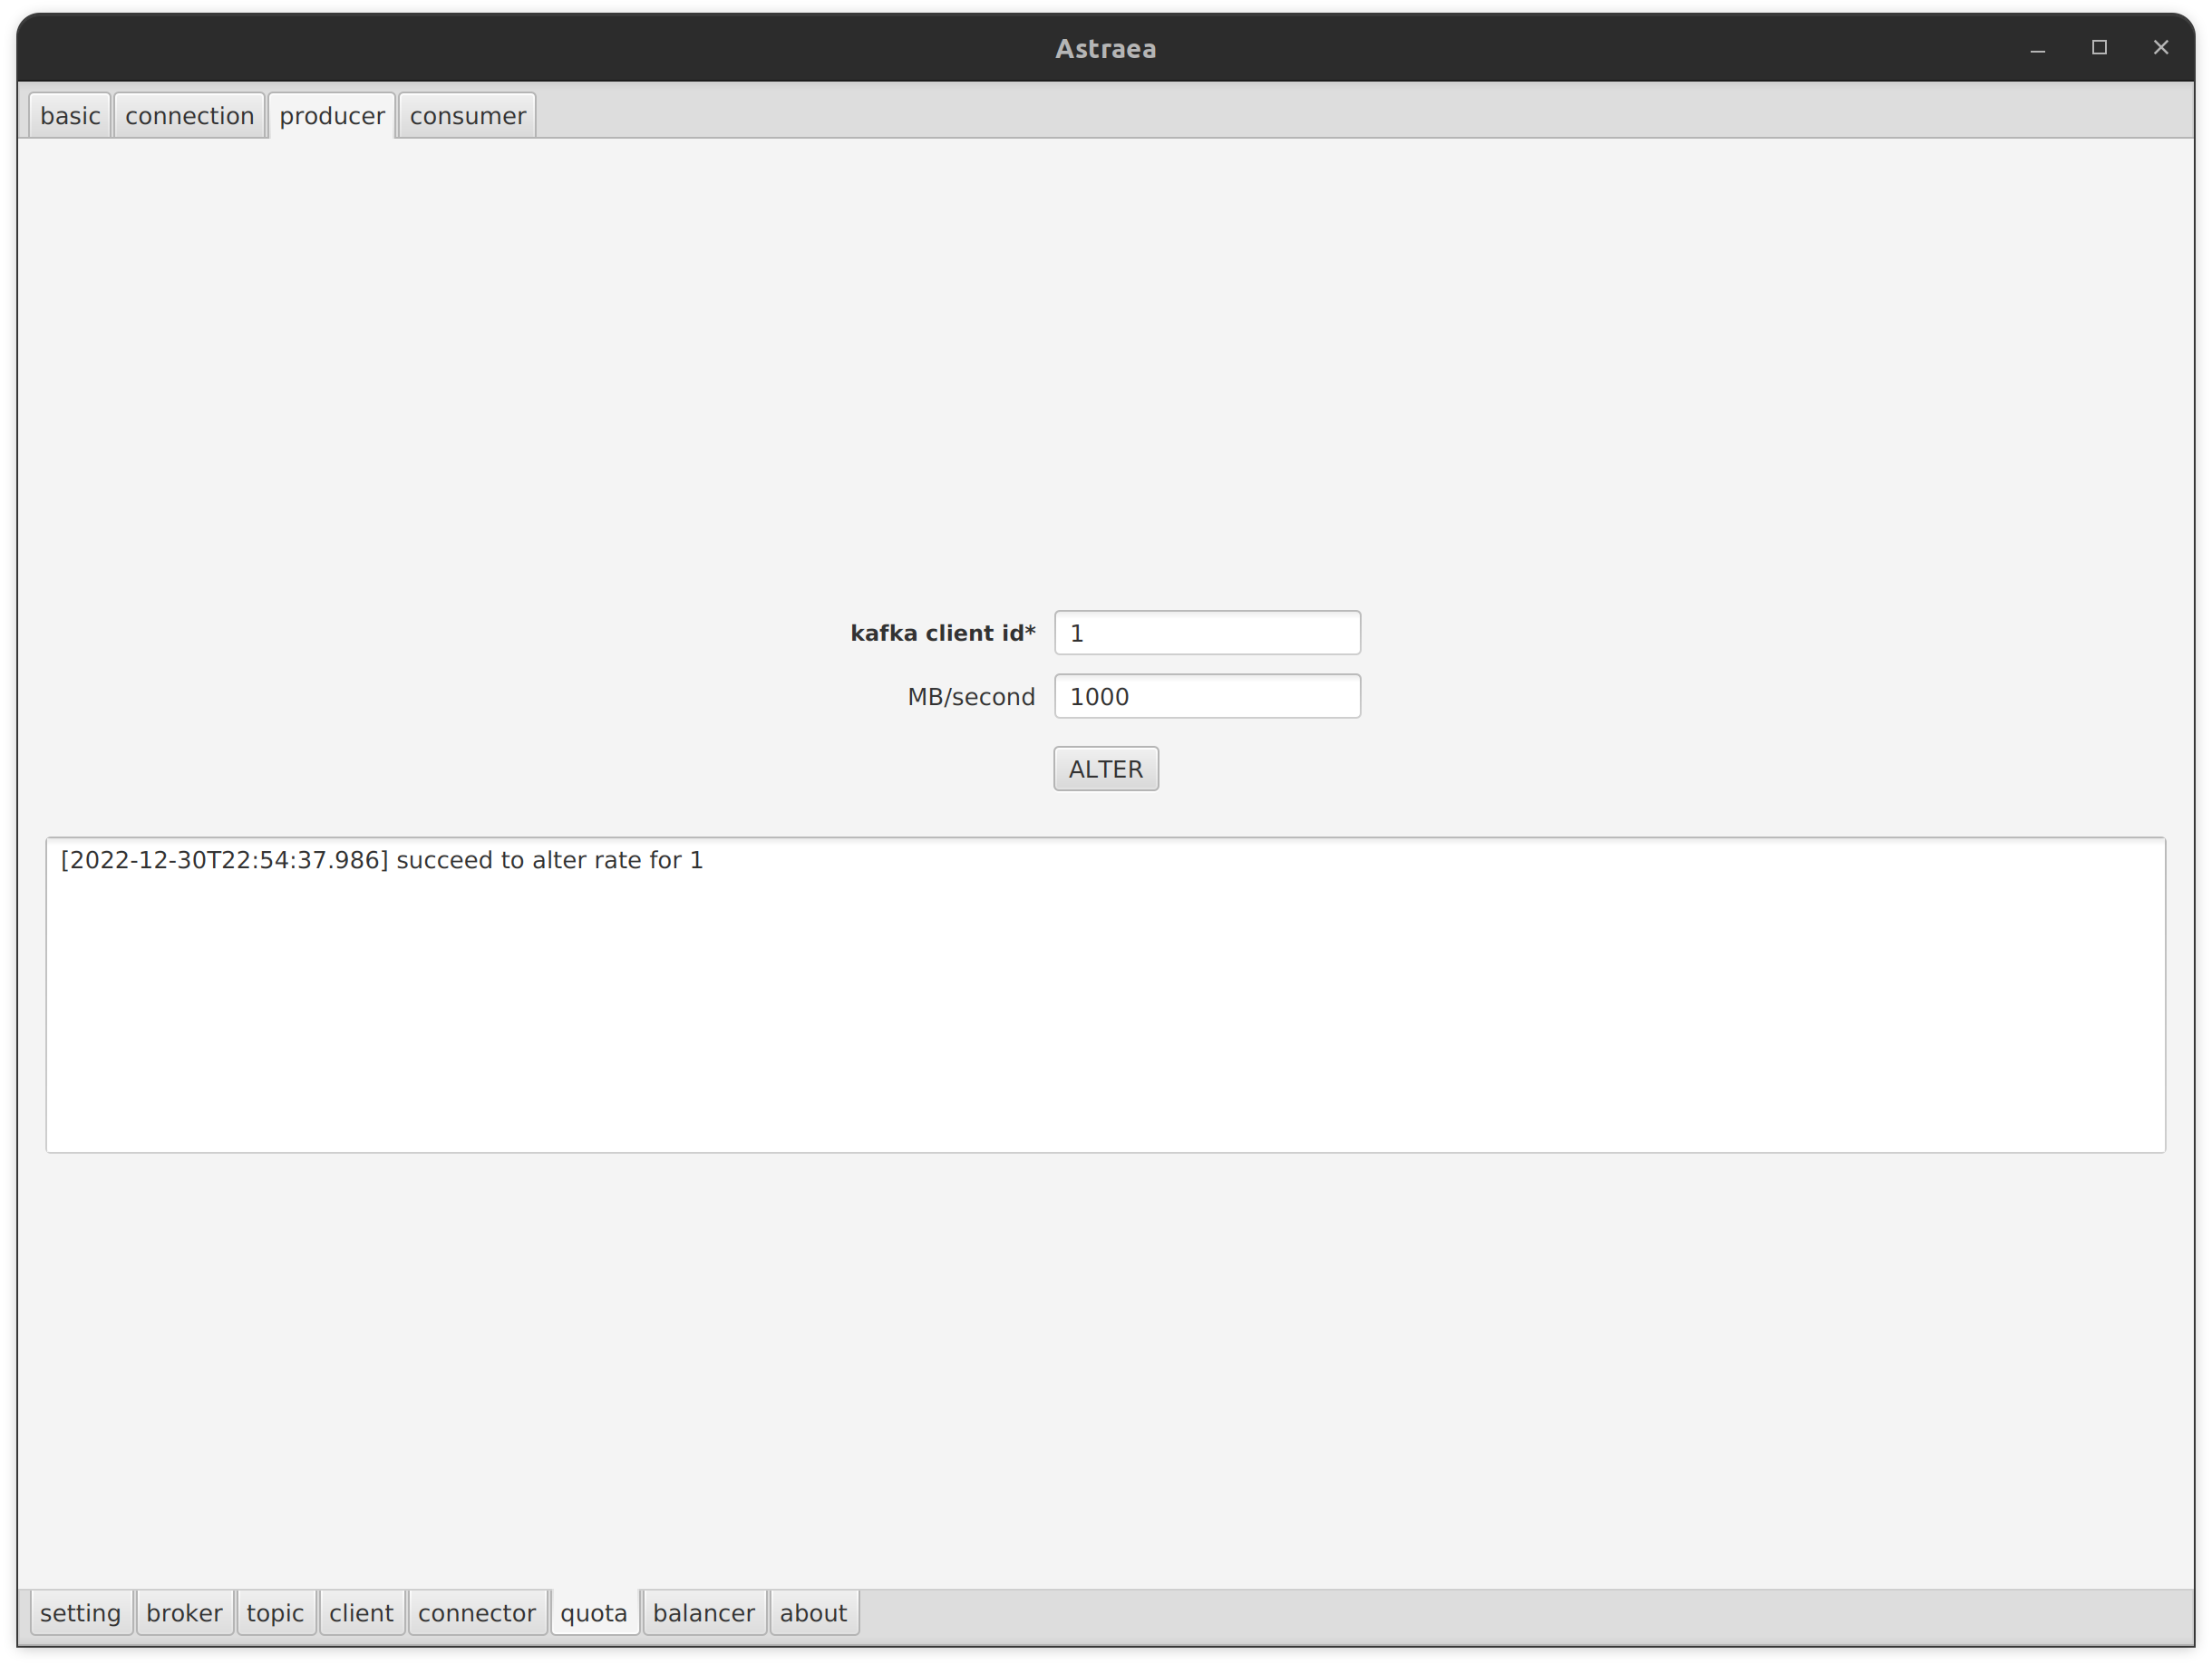 Astraea
basic connection producer consumer
kafka client id* 1
MB/second 1000
ALTER
[2022-12-30T22:54:37.986] succeed to alter rate for 1
setting broker topic client connector quota balancer about